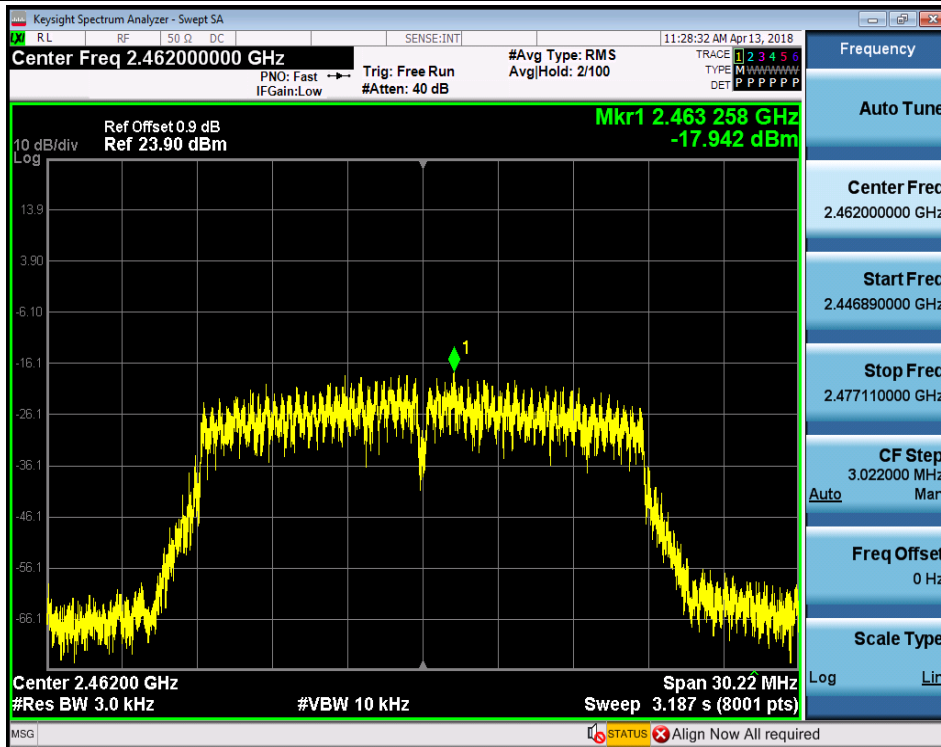 Keysight Spectrum Analyzer - Swept SA
LXI RL RF 50 Ω DC SENSE:INT 11:28:32 AM Apr 13, 2018
Center Freq 2.462000000 GHz
PNO: Fast
IFGain:Low
Trig: Free Run
#Atten: 40 dB
#Avg Type: RMS
Avg|Hold: 2/100
TRACE 1 2 3 4 5 6
TYPE M W W W W W
DET P P P P P P
Mkr1 2.463 258 GHz
-17.942 dBm
Ref Offset 0.9 dB
10 dB/div Ref 23.90 dBm
Log
13.9
3.90
-6.10
-16.1
-26.1
-36.1
-46.1
-56.1
-66.1
1
Center 2.46200 GHz Span 30.22 MHz
#Res BW 3.0 kHz #VBW 10 kHz Sweep 3.187 s (8001 pts)
MSG STATUS Align Now All required
Frequency
Auto Tune
Center Freq
2.462000000 GHz
Start Freq
2.446890000 GHz
Stop Freq
2.477110000 GHz
CF Step
3.022000 MHz
Auto Man
Freq Offset
0 Hz
Scale Type
Log Lin